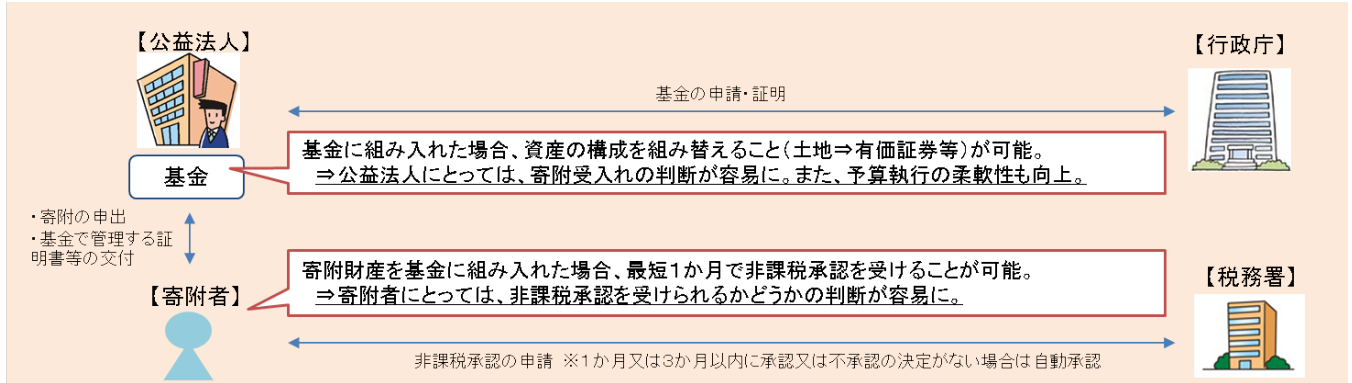 【公益法人】
【行政庁】
基金の申請・証明
基金に組み入れた場合、資産の構成を組み替えること（土地⇒有価証券等）が可能。
⇒公益法人にとっては、寄附受入れの判断が容易に。また、予算執行の柔軟性も向上。
基金
・寄附の申出
・基金で管理する証
明書等の交付
寄附財産を基金に組み入れた場合、最短１か月で非課税承認を受けることが可能。
⇒寄附者にとっては、非課税承認を受けられるかどうかの判断が容易に。
【寄附者】
【税務署】
非課税承認の申請 ※１か月又は３か月以内に承認又は不承認の決定がない場合は自動承認